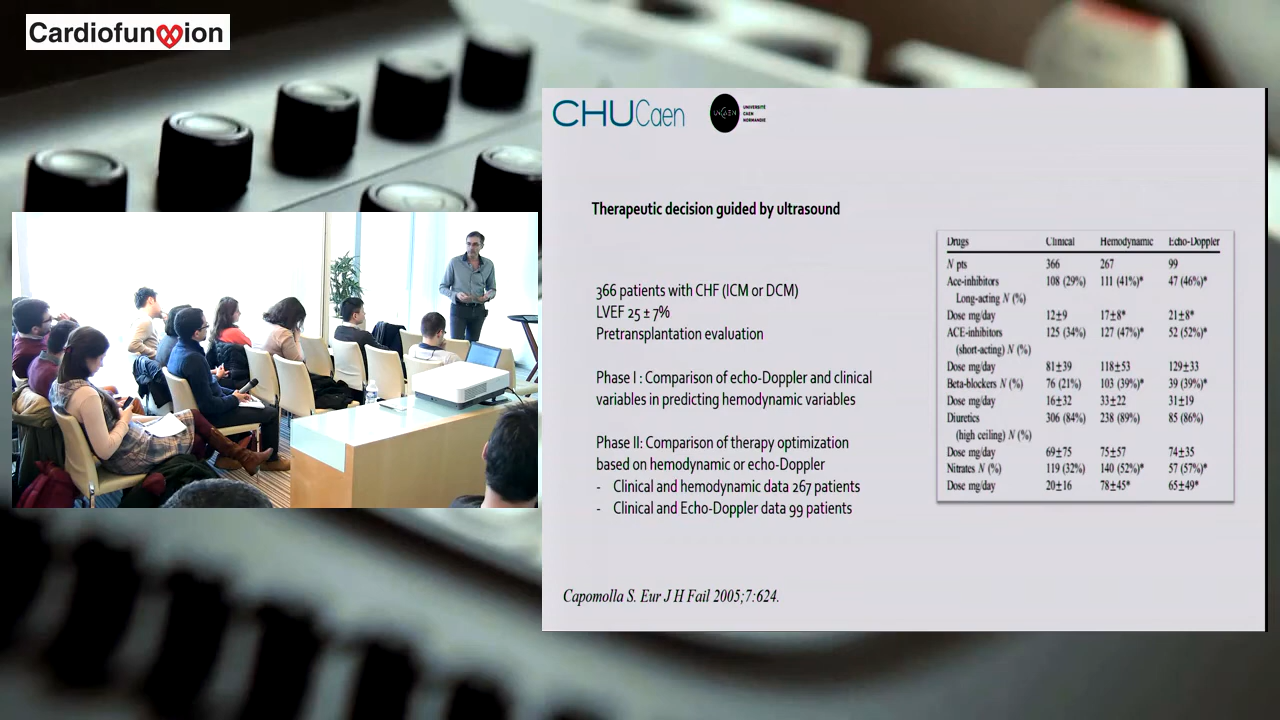 Cardiofun ion
CHUCaen
UNICAEN
UNIVERSITÉ
CAEN
NORMANDIE
Therapeutic decision guided by ultrasound
366 patients with CHF (ICM or DCM)
LVEF 25 ± 7%
Pretransplantation evaluation
Phase I : Comparison of echo-Doppler and clinical
variables in predicting hemodynamic variables
Phase II: Comparison of therapy optimization
based on hemodynamic or echo-Doppler
- Clinical and hemodynamic data 267 patients
- Clinical and Echo-Doppler data 99 patients
Drugs Clinical Hemodynamic Echo-Doppler
N pts 366 267 99
Ace-inhibitors 108 (29%) 111 (41%)* 47 (46%)*
Long-acting N (%)
Dose mg/day 12±9 17±8* 21±8*
ACE-inhibitors 125 (34%) 127 (47%)* 52 (52%)*
(short-acting) N (%)
Dose mg/day 81±39 118±53 129±33
Beta-blockers N (%) 76 (21%) 103 (39%)* 39 (39%)*
Dose mg/day 16±32 33±22 31±19
Diuretics 306 (84%) 238 (89%) 85 (86%)
(high ceiling) N (%)
Dose mg/day 69±75 75±57 74±35
Nitrates N (%) 119 (32%) 140 (52%)* 57 (57%)*
Dose mg/day 20±16 78±45* 65±49*
Capomolla S. Eur J H Fail 2005;7:624.